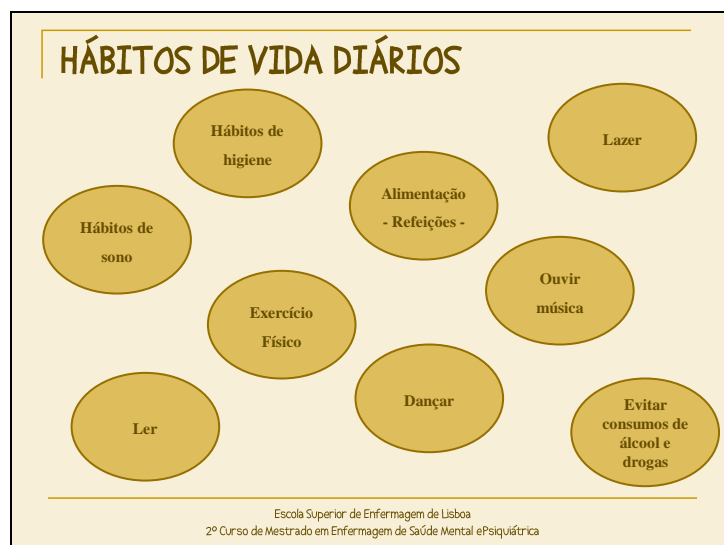 HÁBITOS DE VIDA DIÁRIOS
Hábitos de
higiene
Lazer
Alimentação
- Refeições -
Hábitos de
sono
Ouvir
música
Exercício
Físico
Dançar
Ler
Evitar
consumos de
álcool e
drogas
Escola Superior de Enfermagem de Lisboa
2º Curso de Mestrado em Enfermagem de Saúde Mental ePsiquiátrica